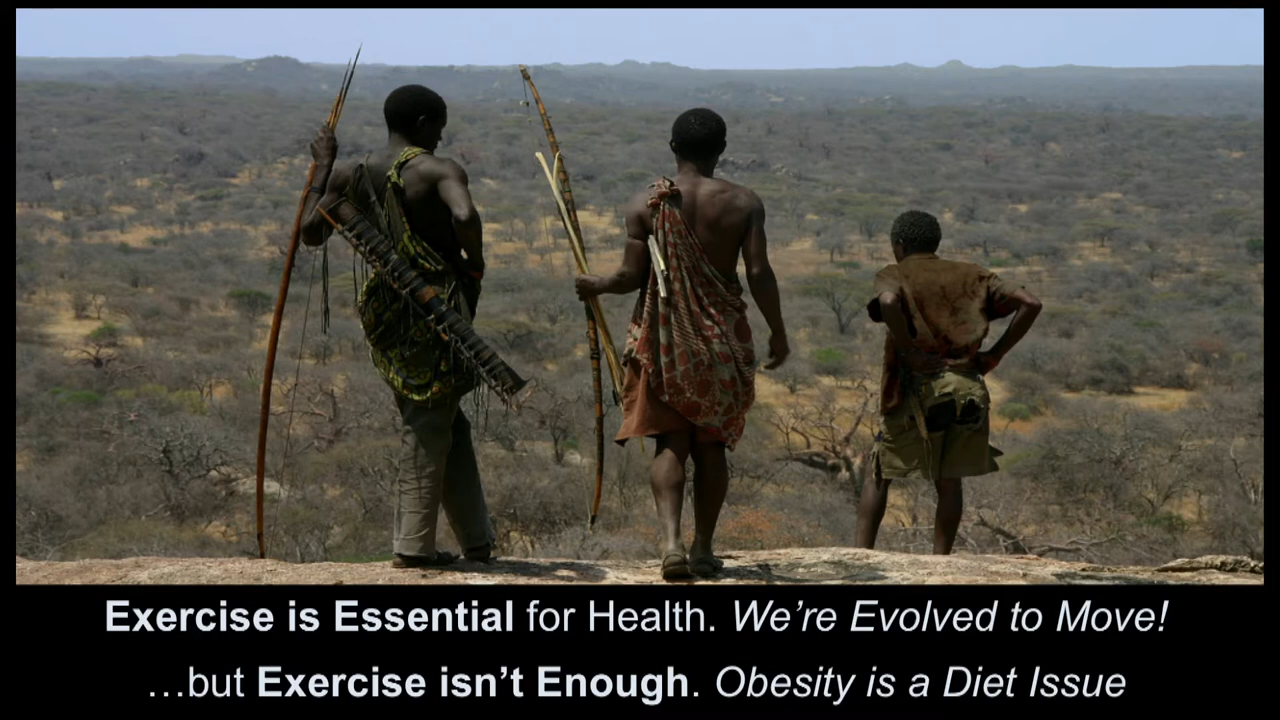 Exercise is Essential for Health. We’re Evolved to Move!
…but Exercise isn’t Enough. Obesity is a Diet Issue